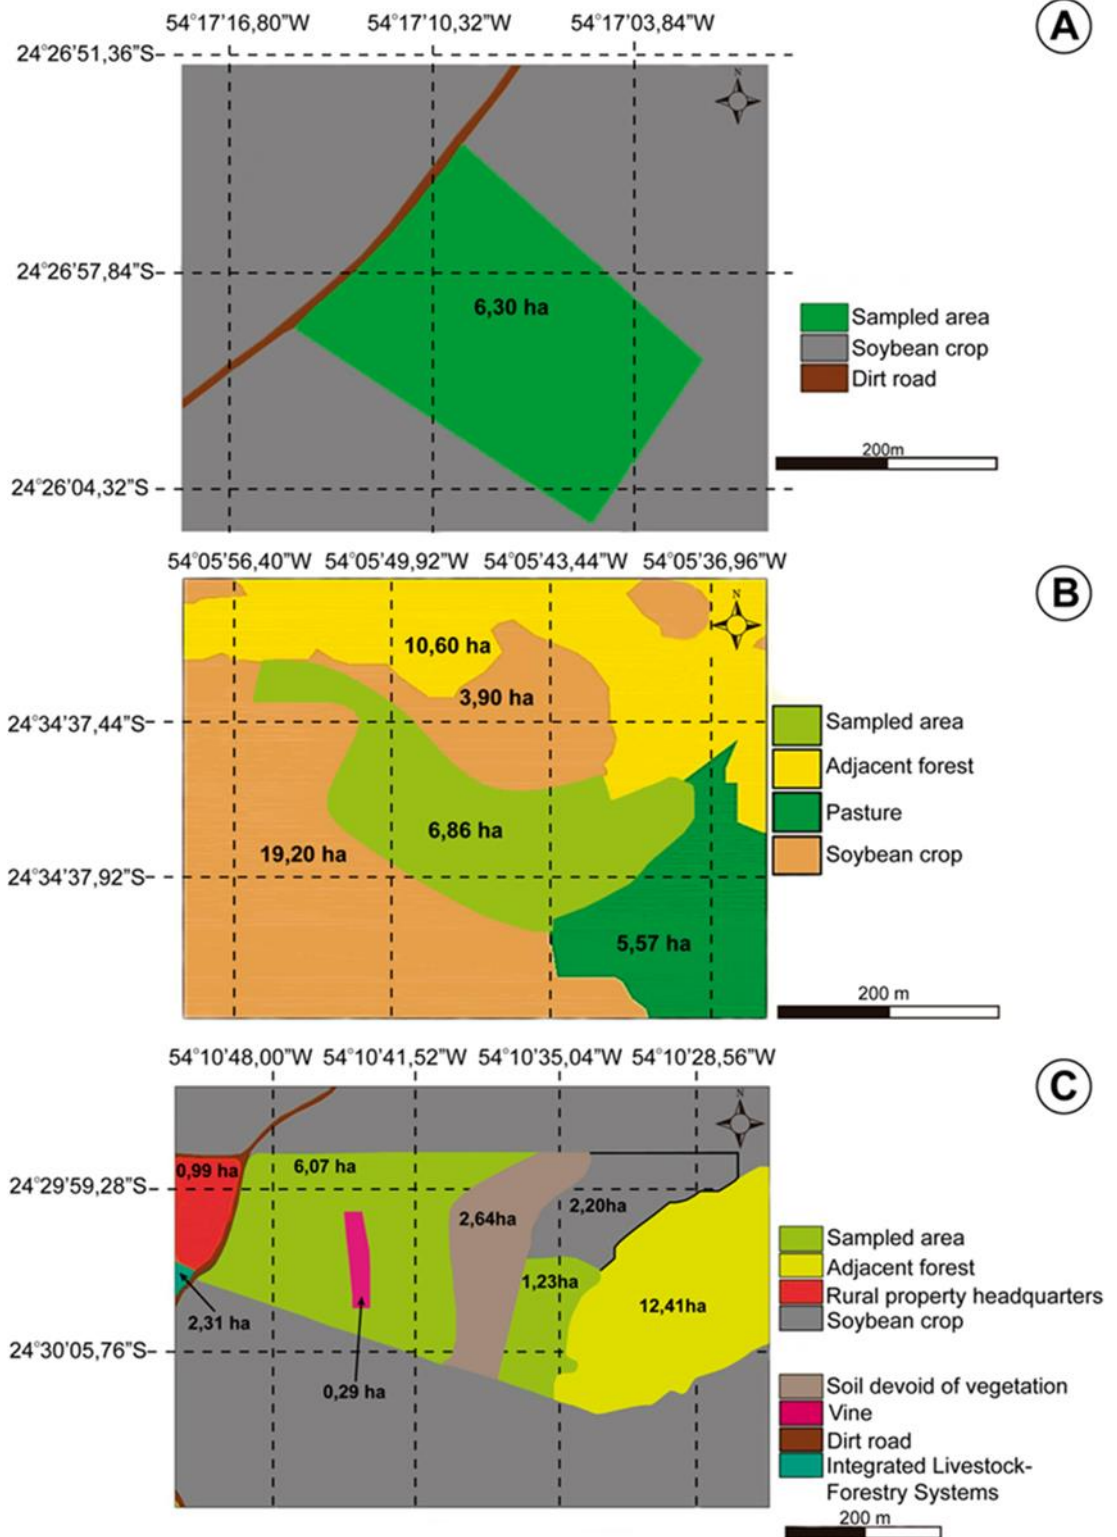 54°17'16,80"W 54°17'10,32"W 54°17'03,84"W
A
24°26'51,36"S
N
24°26'57,84"S
6,30 ha
Sampled area
Soybean crop
Dirt road
200m
24°26'04,32"S
54°05'56,40"W 54°05'49,92"W 54°05'43,44"W 54°05'36,96"W
B
N
10,60 ha
3,90 ha
24°34'37,44"S
Sampled area
Adjacent forest
Pasture
Soybean crop
6,86 ha
19,20 ha
24°34'37,92"S
5,57 ha
200 m
54°10'48,00"W 54°10'41,52"W 54°10'35,04"W 54°10'28,56"W
C
N
0,99 ha
6,07 ha
24°29'59,28"S
2,64ha
2,20ha
1,23ha
12,41ha
2,31 ha
24°30'05,76"S
0,29 ha
Sampled area
Adjacent forest
Rural property headquarters
Soybean crop
Soil devoid of vegetation
Vine
Dirt road
Integrated Livestock-
Forestry Systems
200 m